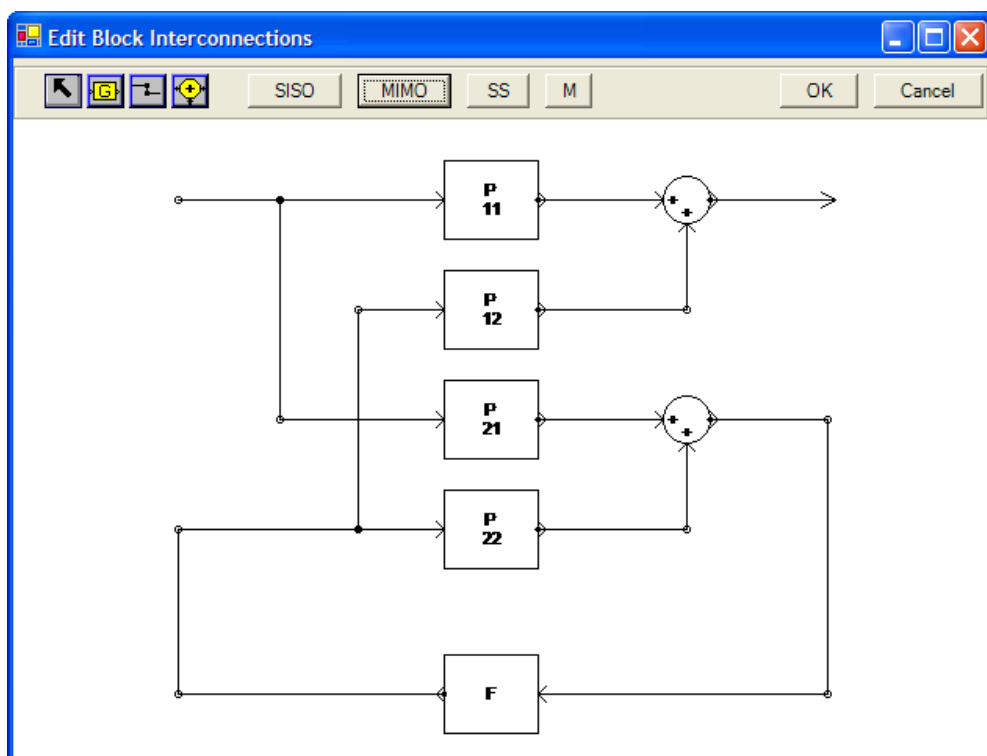 Edit Block Interconnections
G SISO MIMO SS M OK Cancel
P
11
P
12
P
21
P
22
F